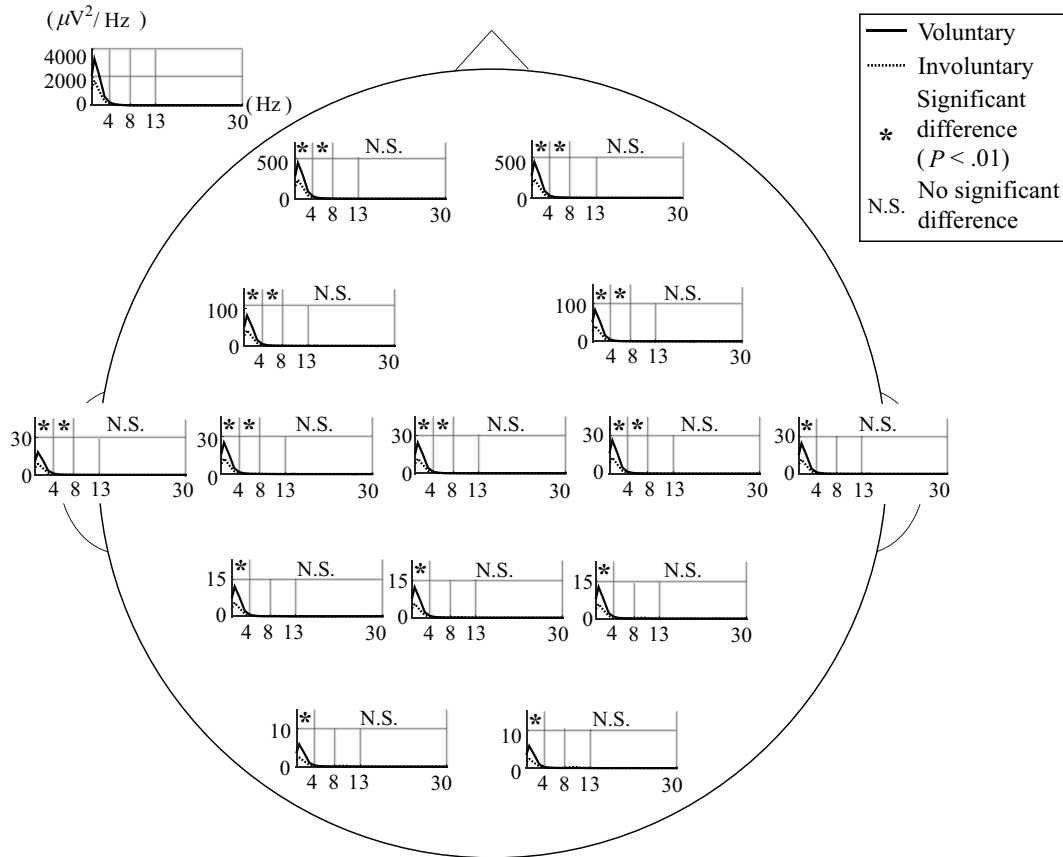 (μV²/Hz)
4000
2000
0
(Hz)
4 8 13 30
Voluntary
Involuntary
* Significant
difference
(P < .01)
N.S. No significant
difference
* * N.S.
500
0
4 8 13 30
* * N.S.
500
0
4 8 13 30
* * N.S.
100
0
4 8 13 30
* * N.S.
100
0
4 8 13 30
* * N.S.
30
0
4 8 13 30
* * N.S.
30
0
4 8 13 30
* * N.S.
30
0
4 8 13 30
* * N.S.
30
0
4 8 13 30
* N.S.
30
0
4 8 13 30
* N.S.
15
0
4 8 13 30
* N.S.
15
0
4 8 13 30
* N.S.
15
0
4 8 13 30
* N.S.
10
0
4 8 13 30
* N.S.
10
0
4 8 13 30